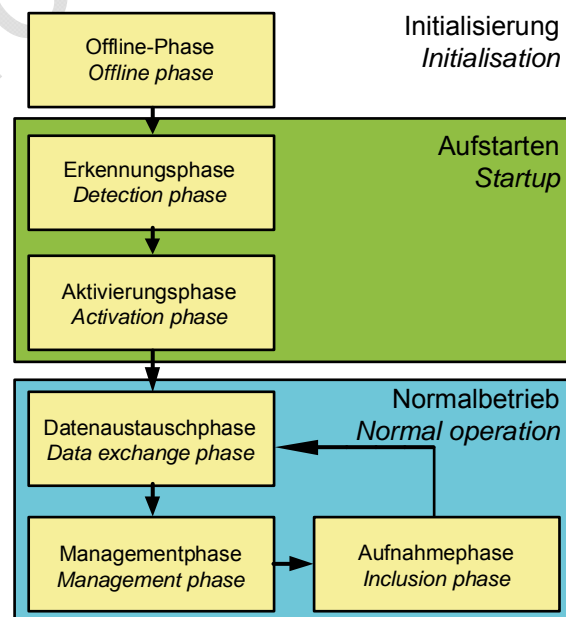 Initialisierung
Initialisation
Offline-Phase
Offline phase
Aufstarten
Startup
Erkennungsphase
Detection phase
Aktivierungsphase
Activation phase
Normalbetrieb
Normal operation
Datenaustauschphase
Data exchange phase
Managementphase
Management phase
Aufnahmephase
Inclusion phase